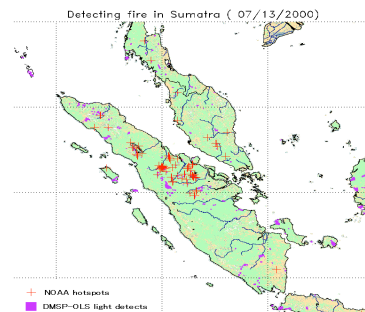 Detecting fire in Sumatra ( 07/13/2000)
NOAA hotspots
DMSP-OLS light detects